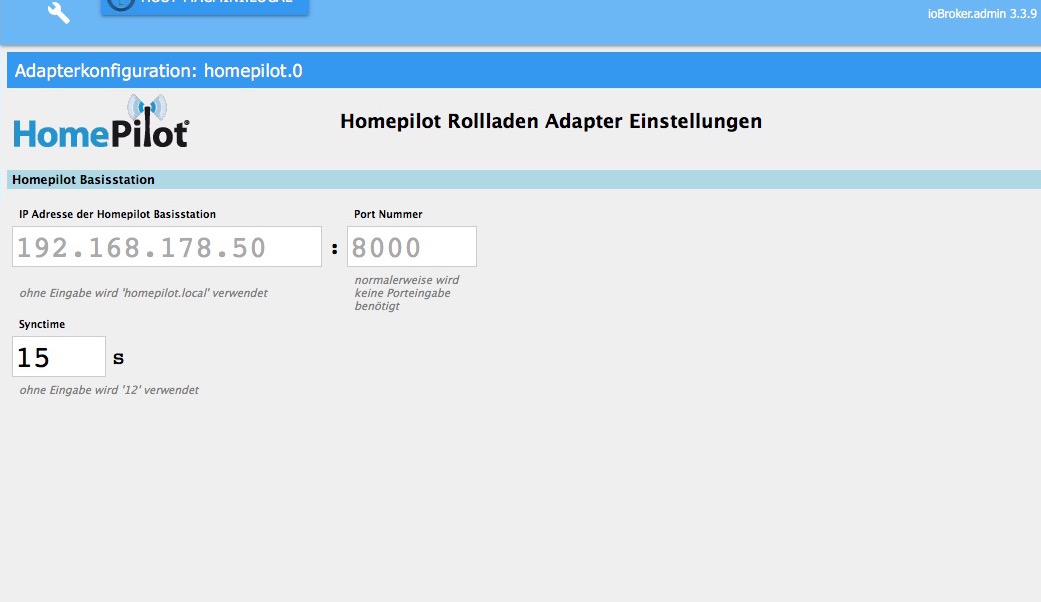 ioBroker.admin 3.3.9
Adapterkonfiguration: homepilot.0
HomePilot®
Homepilot Rollladen Adapter Einstellungen
Homepilot Basisstation
IP Adresse der Homepilot Basisstation
Port Nummer
192.168.178.50 : 8000
ohne Eingabe wird 'homepilot.local' verwendet
normalerweise wird
keine Porteingabe
benötigt
Synctime
15 s
ohne Eingabe wird '12' verwendet